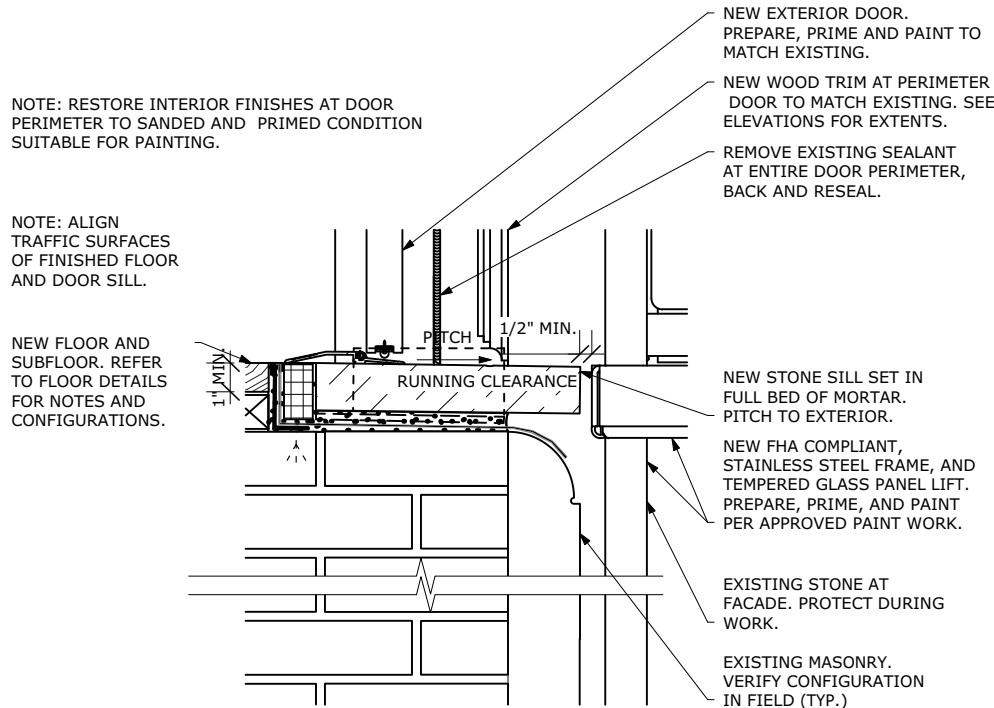 NEW EXTERIOR DOOR.
PREPARE, PRIME AND PAINT TO
MATCH EXISTING.
NEW WOOD TRIM AT PERIMETER
DOOR TO MATCH EXISTING. SEE
ELEVATIONS FOR EXTENTS.
REMOVE EXISTING SEALANT
AT ENTIRE DOOR PERIMETER,
BACK AND RESEAL.
NOTE: RESTORE INTERIOR FINISHES AT DOOR
PERIMETER TO SANDED AND PRIMED CONDITION
SUITABLE FOR PAINTING.
NOTE: ALIGN
TRAFFIC SURFACES
OF FINISHED FLOOR
AND DOOR SILL.
NEW FLOOR AND
SUBFLOOR. REFER
TO FLOOR DETAILS
FOR NOTES AND
CONFIGURATIONS.
1" MIN.
PITCH
1/2" MIN.
RUNNING CLEARANCE
NEW STONE SILL SET IN
FULL BED OF MORTAR.
PITCH TO EXTERIOR.
NEW FHA COMPLIANT,
STAINLESS STEEL FRAME, AND
TEMPERED GLASS PANEL LIFT.
PREPARE, PRIME, AND PAINT
PER APPROVED PAINT WORK.
EXISTING STONE AT
FACADE. PROTECT DURING
WORK.
EXISTING MASONRY.
VERIFY CONFIGURATION
IN FIELD (TYP.)